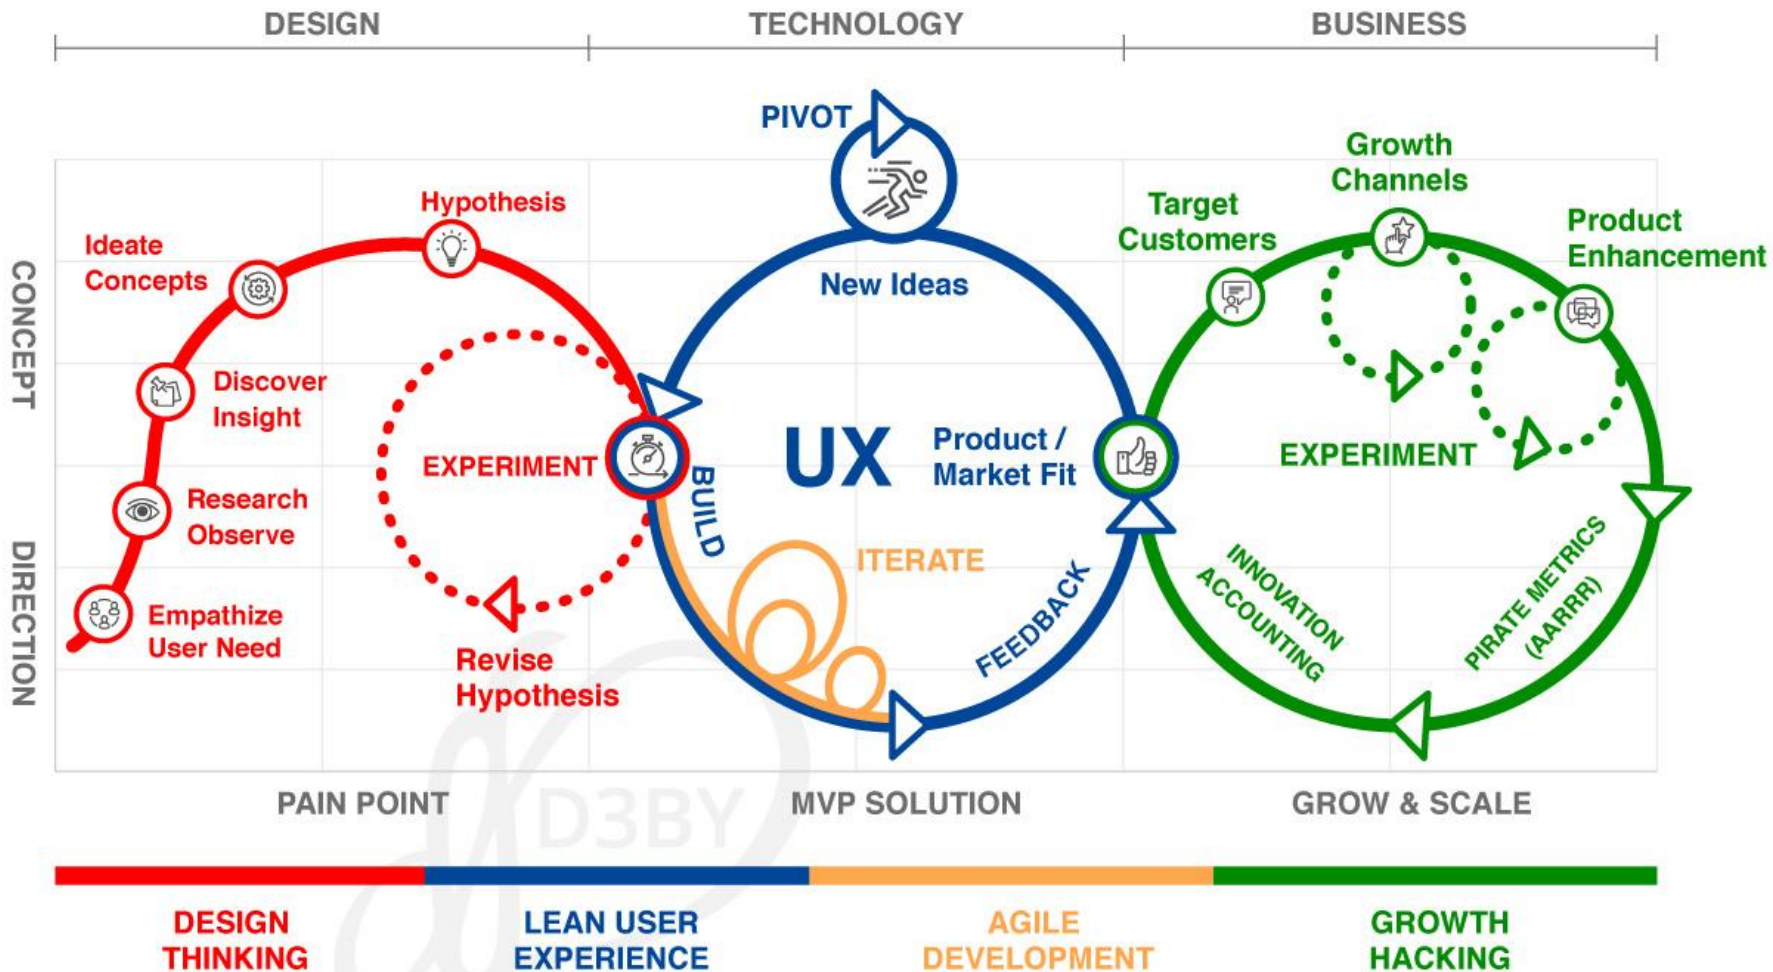 DESIGN
TECHNOLOGY
BUSINESS
CONCEPT
DIRECTION
Empathize
User Need
Research
Observe
Discover
Insight
Ideate
Concepts
Hypothesis
EXPERIMENT
Revise
Hypothesis
PIVOT
New Ideas
UX
Product /
Market Fit
BUILD
ITERATE
FEEDBACK
Target
Customers
Growth
Channels
Product
Enhancement
EXPERIMENT
PIRATE METRICS
(AARRR)
INNOVATION
ACCOUNTING
PAIN POINT
MVP SOLUTION
GROW & SCALE
D3BY
DESIGN
THINKING
LEAN USER
EXPERIENCE
AGILE
DEVELOPMENT
GROWTH
HACKING